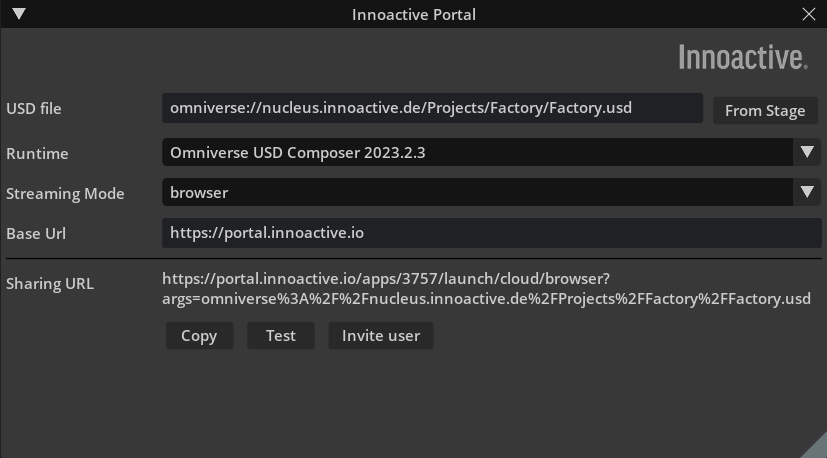 Innoactive Portal
Innoactive.
USD file
omniverse://nucleus.innoactive.de/Projects/Factory/Factory.usd
From Stage
Runtime
Omniverse USD Composer 2023.2.3
Streaming Mode
browser
Base Url
https://portal.innoactive.io
Sharing URL
https://portal.innoactive.io/apps/3757/launch/cloud/browser?
args=omniverse%3A%2F%2Fnucleus.innoactive.de%2FProjects%2FFactory%2FFactory.usd
Copy
Test
Invite user